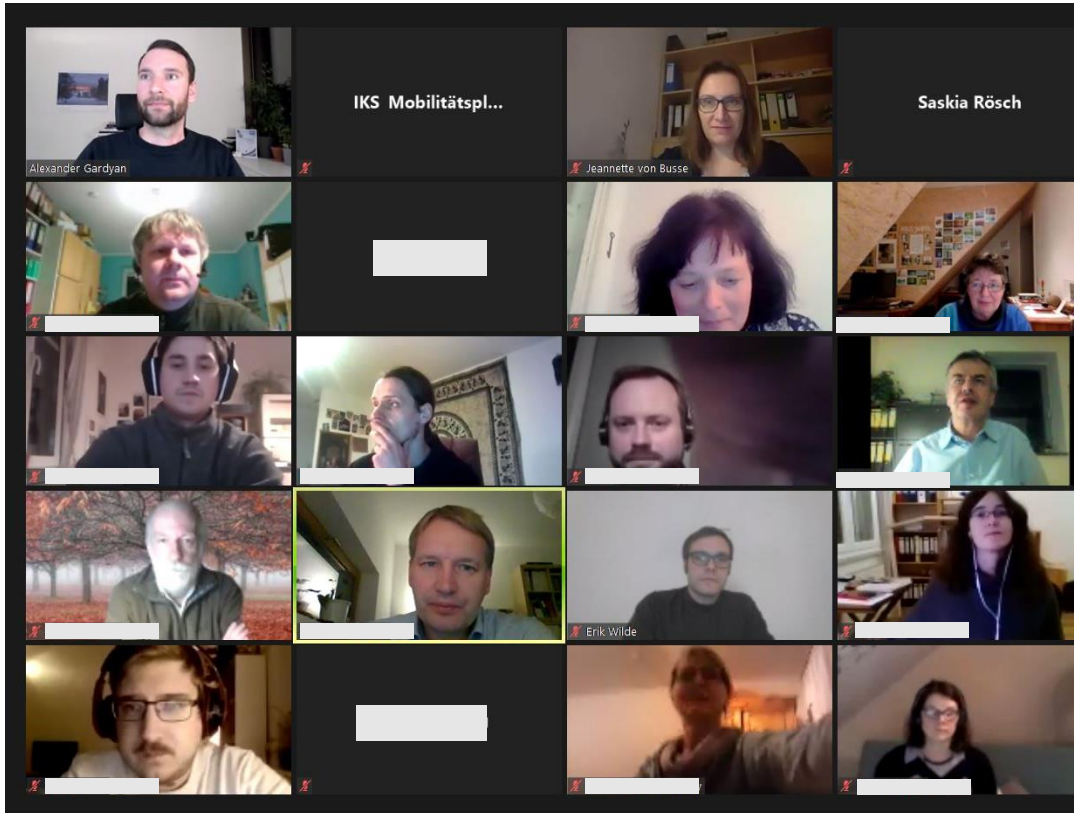 IKS Mobilitätspl...
Saskia Rösch
Alexander Gardyan
Jeannette von Busse
Erik Wilde